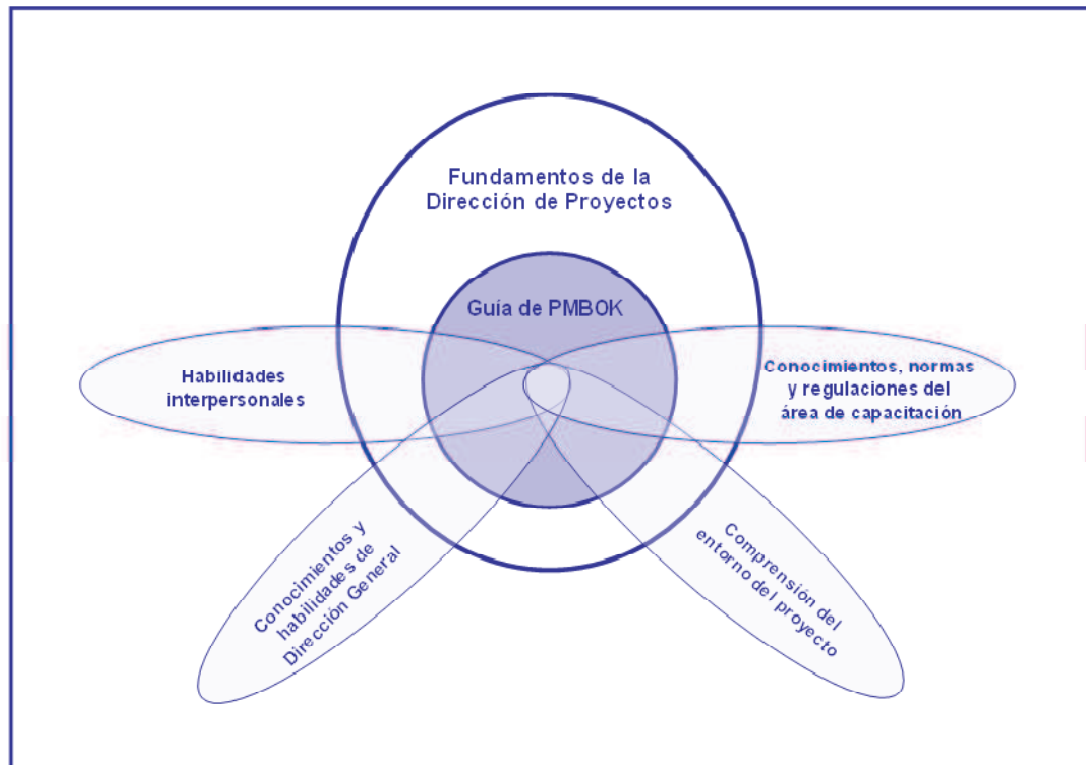 Fundamentos de la
Dirección de Proyectos
Guía de PMBOK
Habilidades
interpersonales
Conocimientos, normas
y regulaciones del
área de capacitación
Conocimientos y
habilidades de
Dirección General
Comprensión del
entorno del proyecto